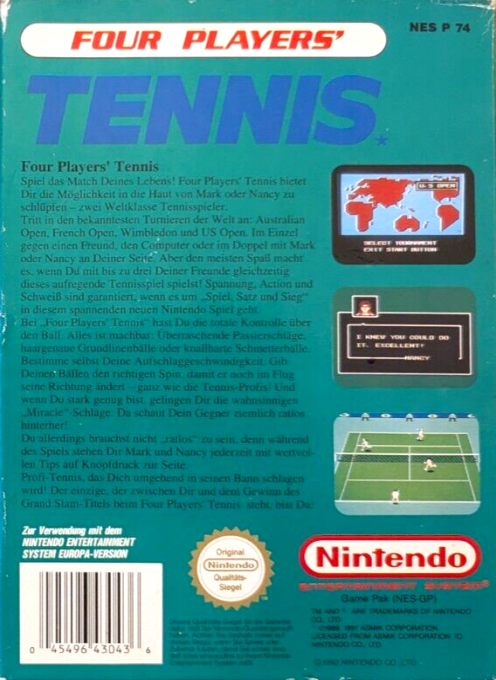 FOUR PLAYERS'
NES P 74
TENNIS
Four Players' Tennis
Spiel das Match Deines Lebens! Four Players' Tennis bietet
Dir die Möglichkeit in die Haut von Mark oder Nancy zu
schlüpfen – zwei Weltklasse Tennisspieler.
Tritt in den bekanntesten Turnieren der Welt an: Australian
Open, French Open, Wimbledon und US Open. Im Einzel
gegen einen Freund, den Computer oder im Doppel mit Mark
oder Nancy an Deiner Seite. Aber den meisten Spaß macht
es, wenn Du mit bis zu drei Deiner Freunde gleichzeitig
dieses aufregende Tennisspiel spielst! Spannung, Action und
Schweiß sind garantiert, wenn es um „Spiel, Satz und Sieg"
in diesem spannenden neuen Nintendo Spiel geht.
Bei „Four Players' Tennis" hast Du die totale Kontrolle über
den Ball. Alles ist machbar: Überraschende Passierschläge,
haargenaue Grundlinienbälle oder knallharte Schmetterbälle.
Bestimme selbst Deine Aufschlaggeschwindigkeit. Gib
Deinen Bällen den richtigen Spin, damit er noch im Flug
seine Richtung ändert – ganz wie die Tennis-Profis! Und
wenn Du stark genug bist, gelingen Dir die wahnsinnigen
„Miracle"-Schläge. Da schaut Dein Gegner ziemlich ratlos
hinterher!
Du allerdings brauchst nicht „ratlos" zu sein, denn während
des Spiels stehen Dir Mark und Nancy jederzeit mit wertvol-
len Tips auf Knopfdruck zur Seite.
Profi-Tennis, das Dich umgehend in seinen Bann schlagen
wird! Der einzige, der zwischen Dir und dem Gewinn des
Grand Slam-Titels beim Four Players' Tennis steht, bist Du!
U.S OPEN
SELECT TOURNAMENT
EXIT START BUTTON
I KNEW YOU COULD DO
IT. EXCELLENT!
NANCY
Zur Verwendung mit dem
NINTENDO ENTERTAINMENT
SYSTEM EUROPA-VERSION
0 45496 43043 6
Original
Nintendo
Qualitäts-
Siegel
Nintendo
ENTERTAINMENT SYSTEM
Game Pak (NES-GP)
TM AND ® ARE TRADEMARKS OF NINTENDO
CO., LTD.
LICENSED FROM ASMIK CORPORATION
© 1992 NINTENDO CO., LTD.